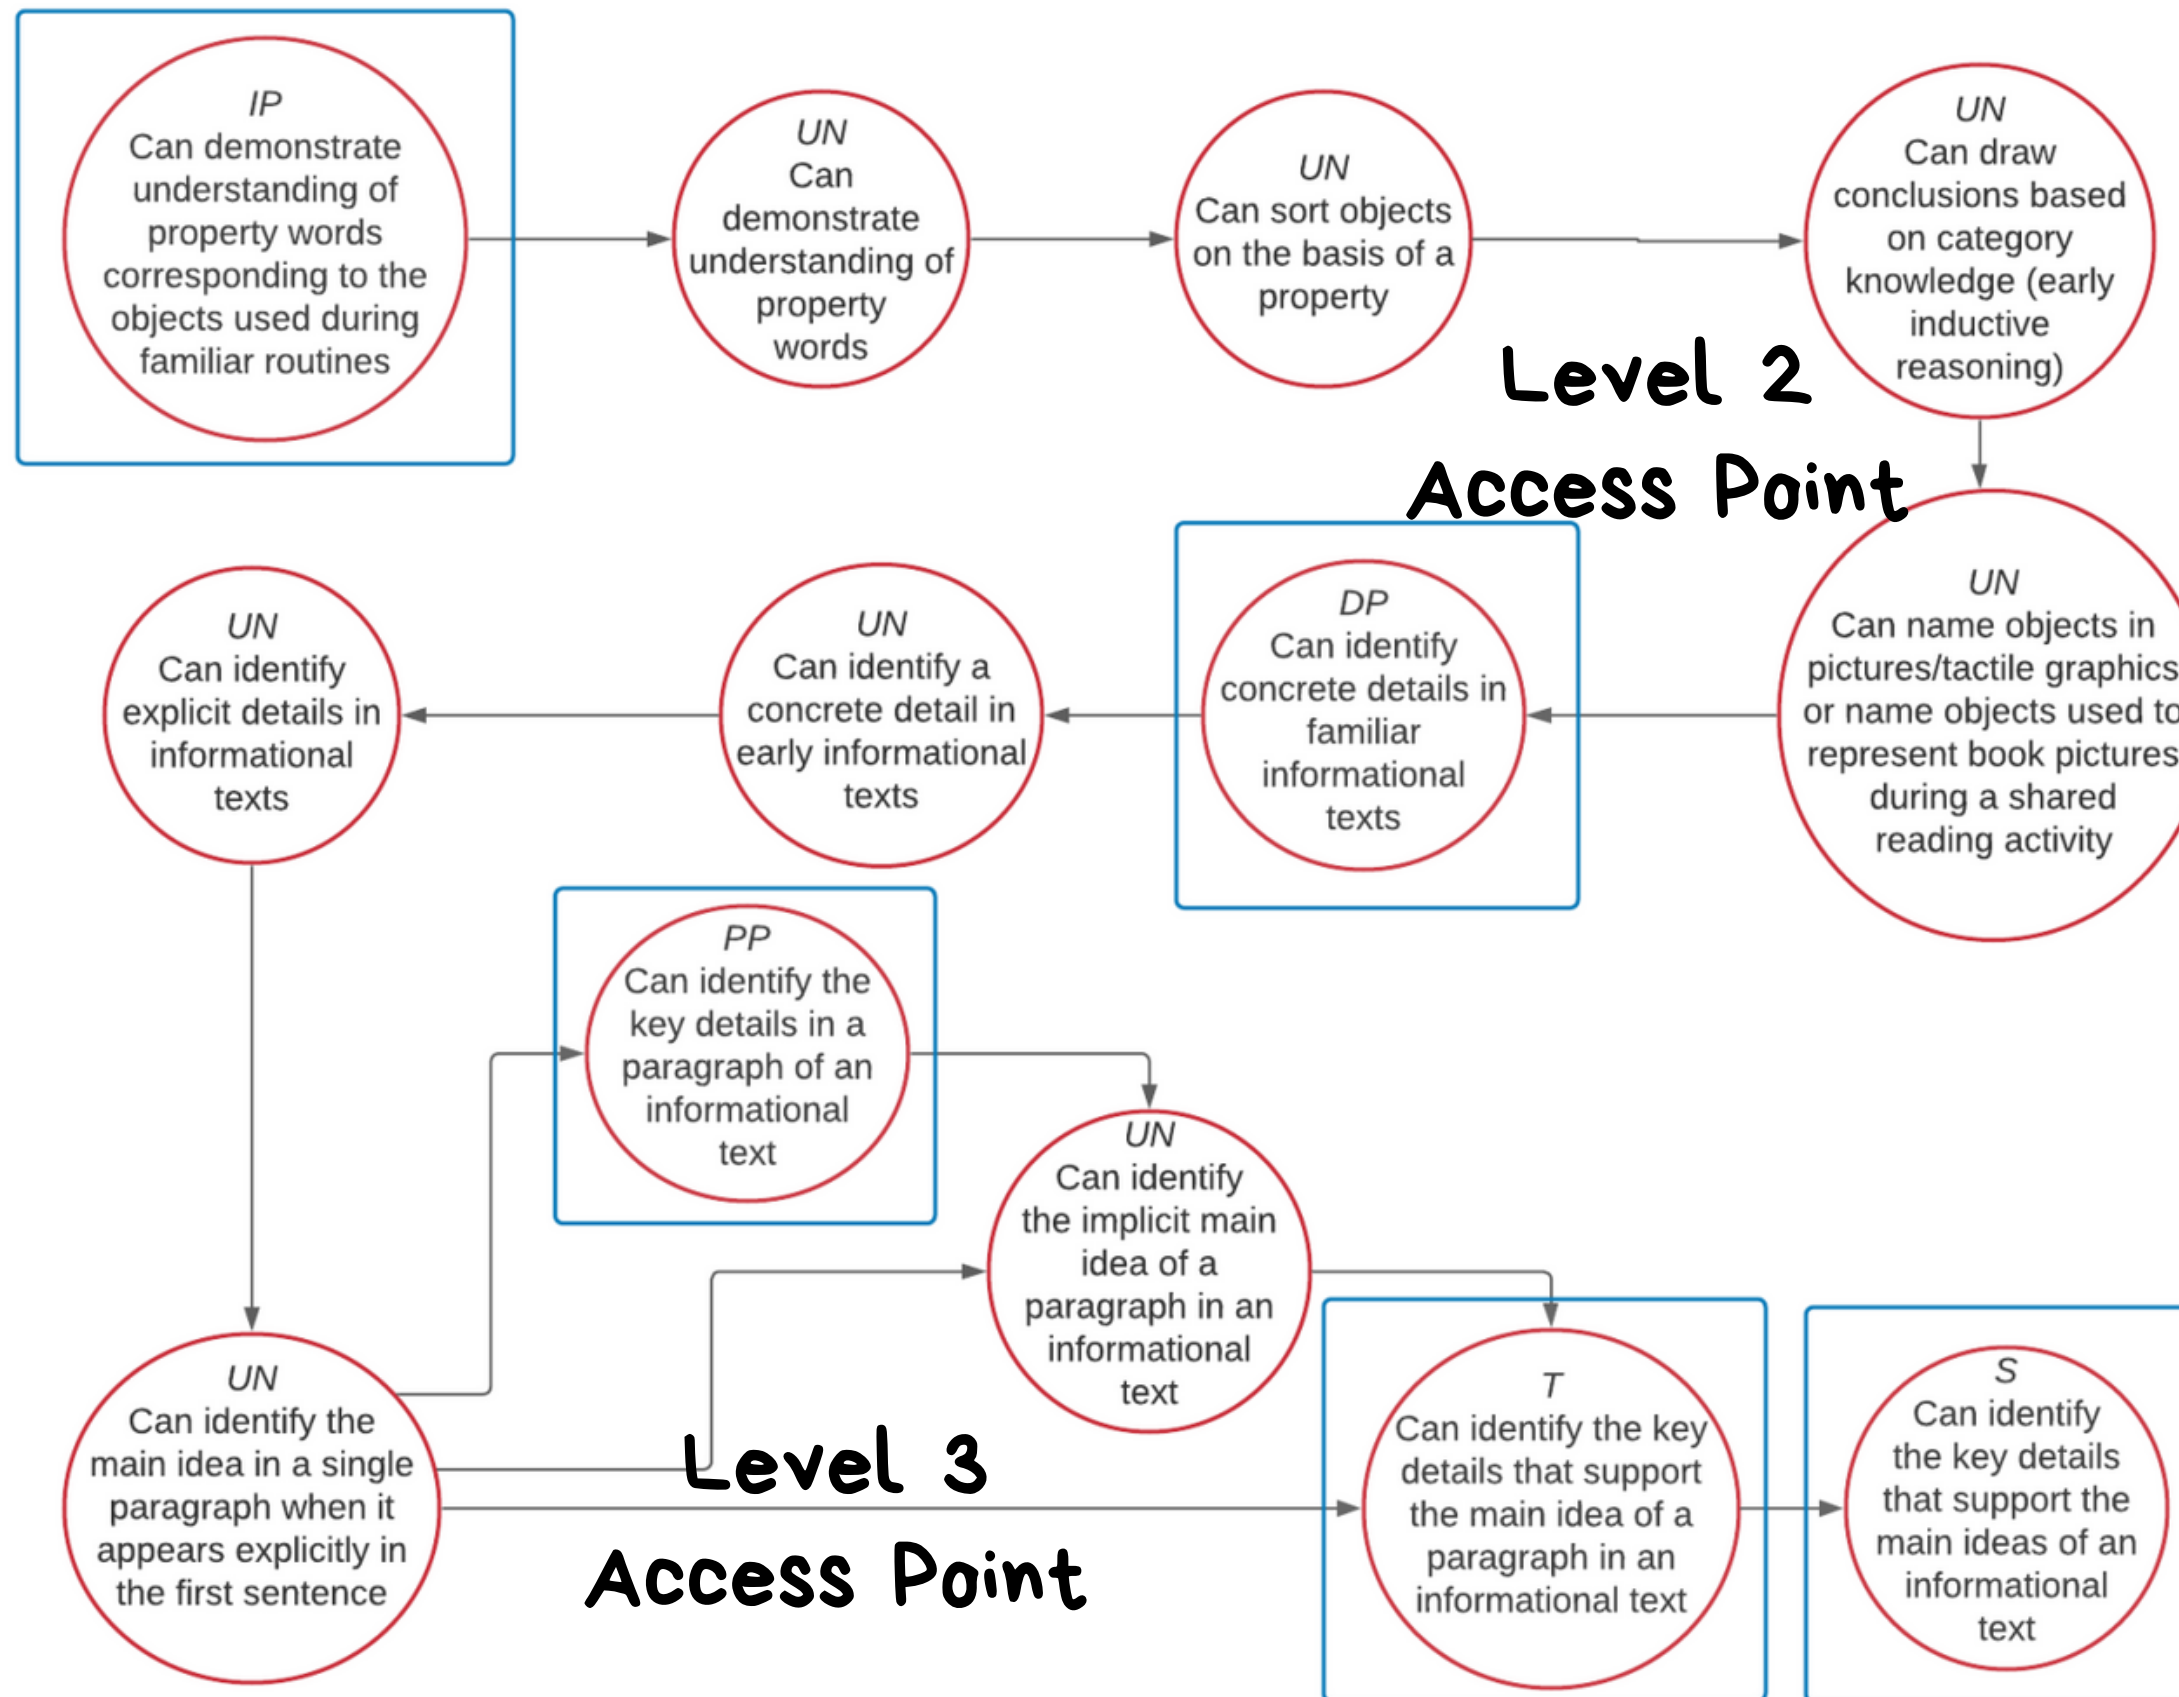 IP
Can demonstrate
understanding of
property words
corresponding to the
objects used during
familiar routines
UN
Can
demonstrate
understanding of
property
words
UN
Can sort objects
on the basis of a
property
UN
Can draw
conclusions based
on category
knowledge (early
inductive
reasoning)
Level 2
Access Point
UN
Can name objects in
pictures/tactile graphics
or name objects used to
represent book pictures
during a shared
reading activity
DP
Can identify
concrete details in
familiar
informational
texts
UN
Can identify a
concrete detail in
early informational
texts
UN
Can identify
explicit details in
informational
texts
UN
Can identify the
main idea in a single
paragraph when it
appears explicitly in
the first sentence
PP
Can identify the
key details in a
paragraph of an
informational
text
UN
Can identify
the implicit main
idea of a
paragraph in an
informational
text
Level 3
Access Point
T
Can identify the key
details that support
the main idea of a
paragraph in an
informational text
S
Can identify
the key details
that support the
main ideas of an
informational
text